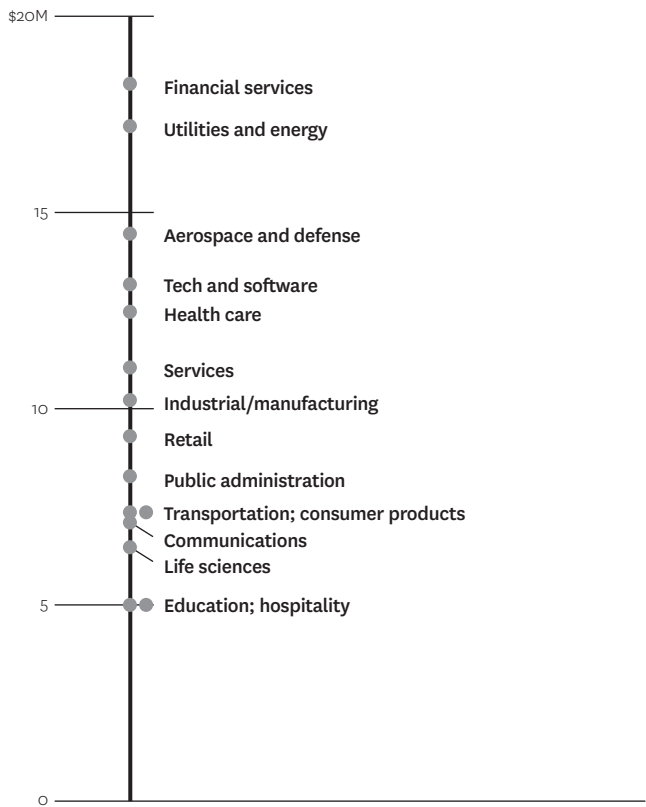 $20M
Financial services
Utilities and energy
15
Aerospace and defense
Tech and software
Health care
Services
Industrial/manufacturing
10
Retail
Public administration
Transportation; consumer products
Communications
Life sciences
5
Education; hospitality
0